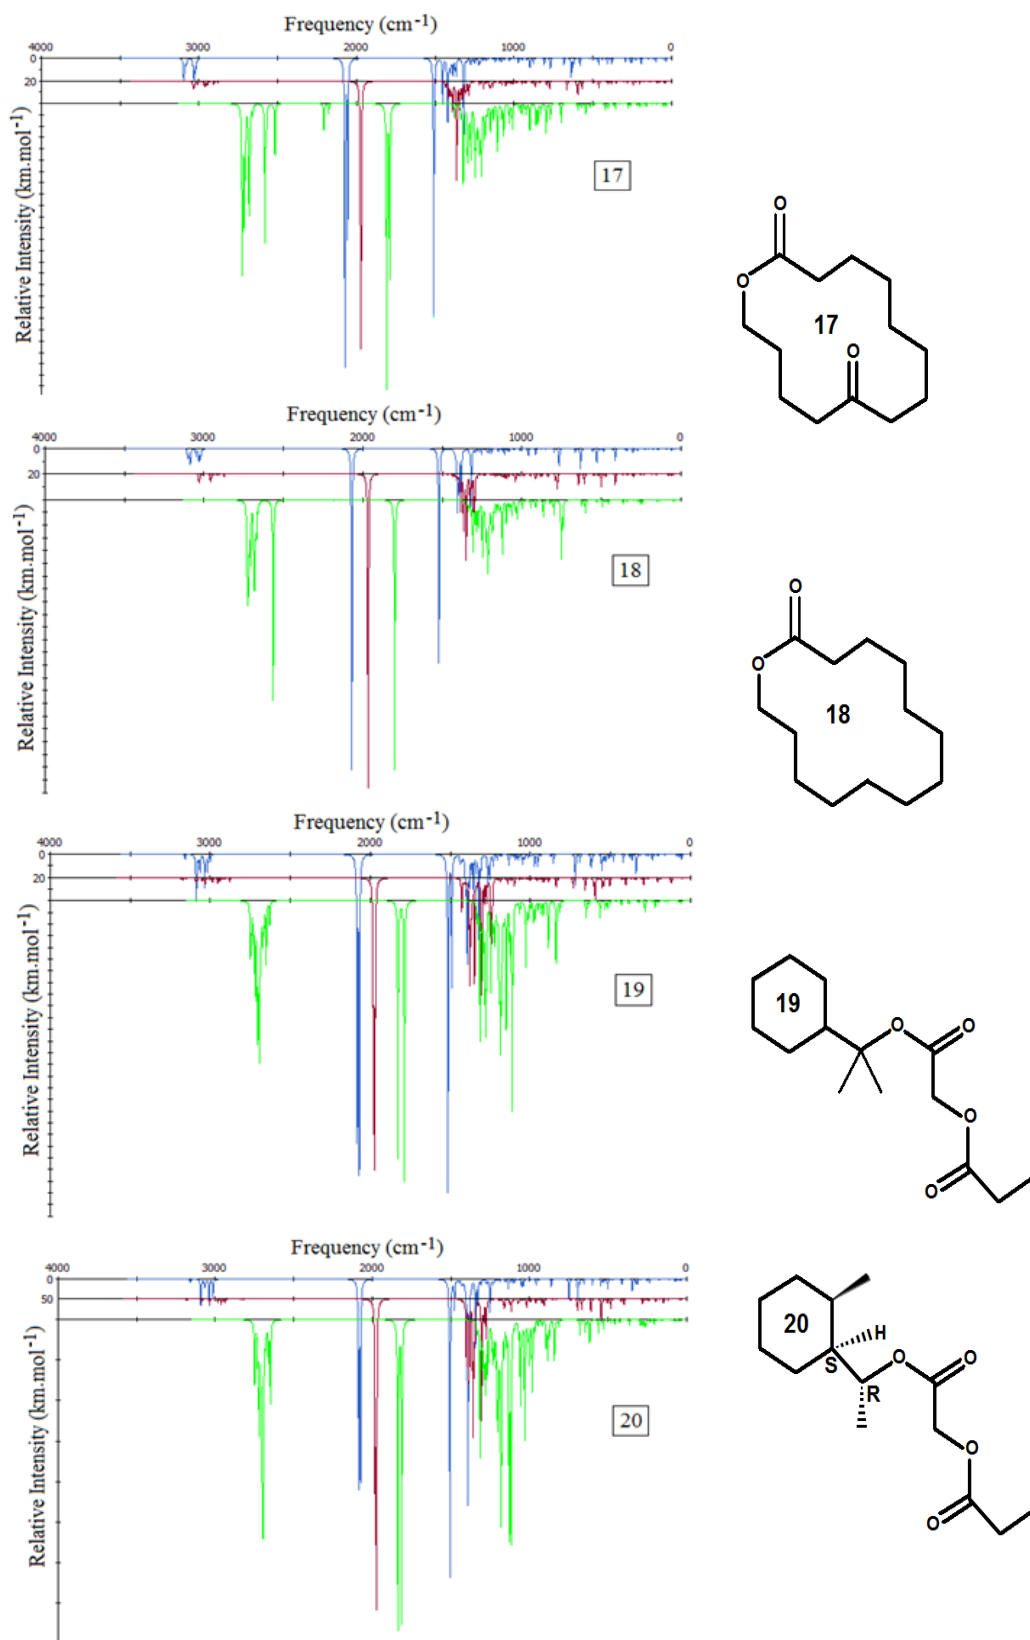 Frequency (cm-1)
4000 3000 2000 1000 0
0
20
Relative Intensity (km.mol-1)
17
O
O
17
O
Frequency (cm-1)
4000 3000 2000 1000 0
0
20
Relative Intensity (km.mol-1)
18
O
O
18
Frequency (cm-1)
4000 3000 2000 1000 0
0
20
Relative Intensity (km.mol-1)
19
19
O
O
O
O
Frequency (cm-1)
4000 3000 2000 1000 0
0
50
Relative Intensity (km.mol-1)
20
20
H
S
R
O
O
O
O